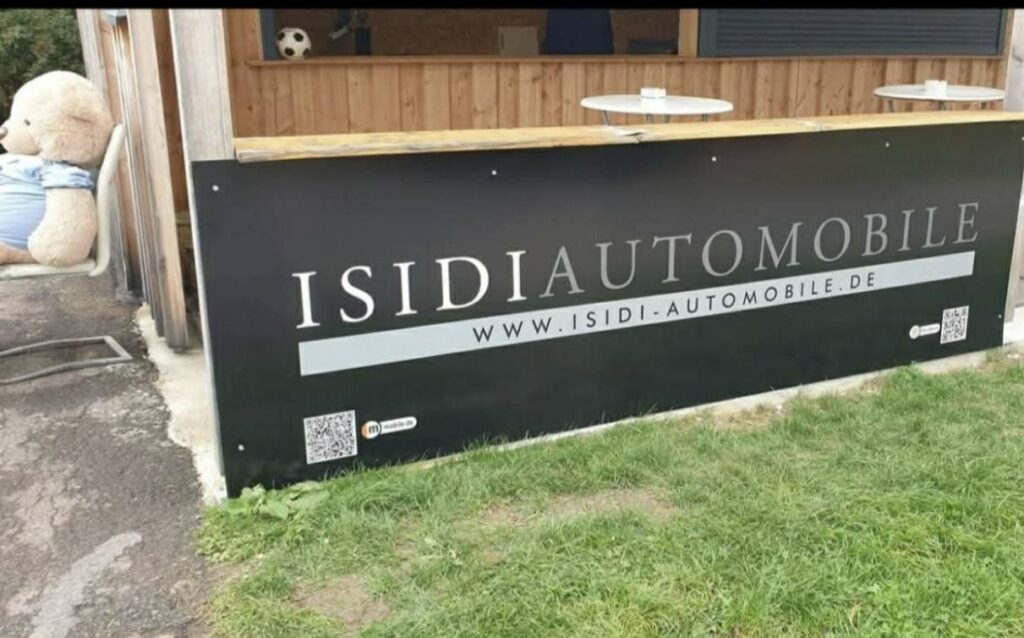 ISIDIAUTOMOBILE
WWW.ISIDI-AUTOMOBILE.DE
m mobile.de